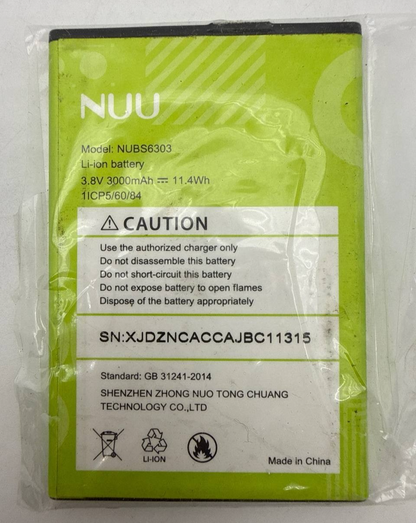 NUU
Model: NUBS6303
Li-ion battery
3.8V 3000mAh ⎓ 11.4Wh
1ICP5/60/84
⚠ CAUTION
Use the authorized charger only
Do not disassemble this battery
Do not short-circuit this battery
Do not expose battery to open flames
Dispose of the battery appropriately
SN:XJDZNCACCAJBC11315
Standard: GB 31241-2014
SHENZHEN ZHONG NUO TONG CHUANG
TECHNOLOGY CO.,LTD
LI-ION
Made in China